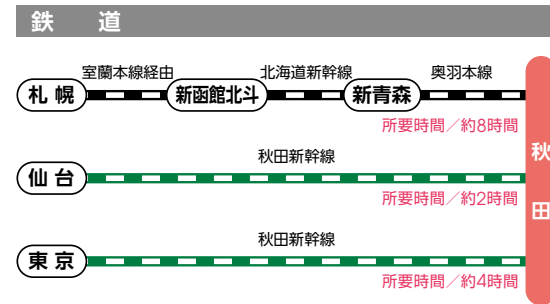 鉄 道
室蘭本線経由 北海道新幹線 奥羽本線
札幌 新函館北斗 新青森
所要時間／約8時間
秋田新幹線
仙台
所要時間／約2時間
秋田新幹線
東京
所要時間／約4時間
秋田